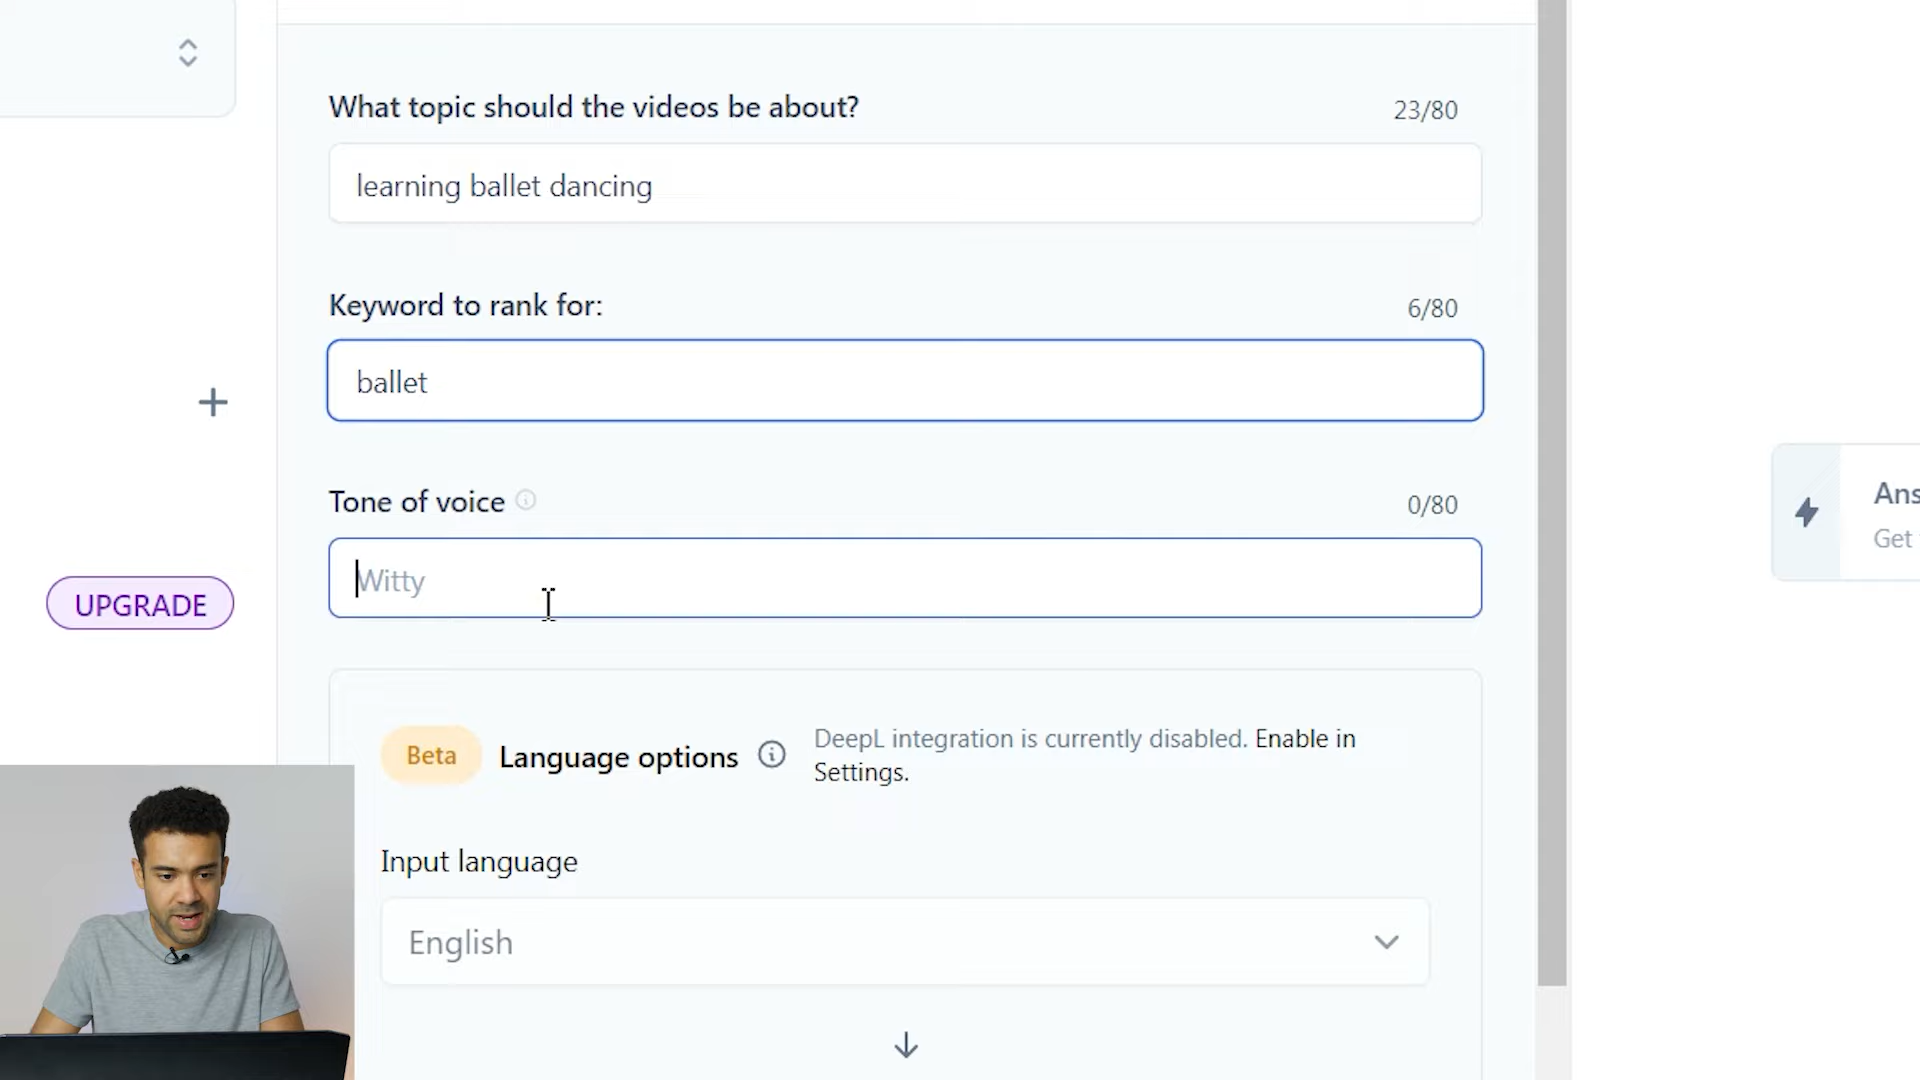 What topic should the videos be about?
23/80
learning ballet dancing
Keyword to rank for:
6/80
ballet
Tone of voice
0/80
Witty
UPGRADE
Ans
Get
Beta
Language options
DeepL integration is currently disabled. Enable in
Settings.
Input language
English